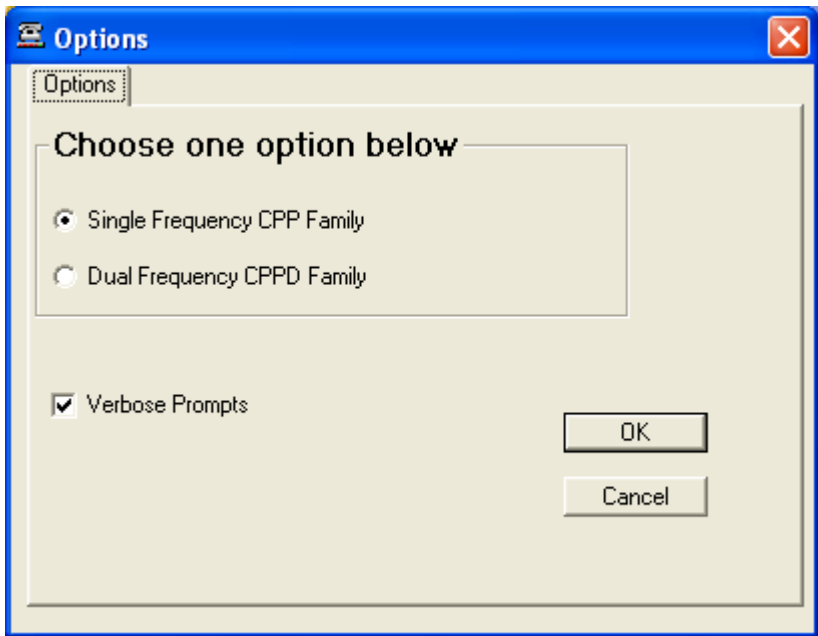 Options
Options
Choose one option below
Single Frequency CPP Family
Dual Frequency CPPD Family
Verbose Prompts
OK
Cancel